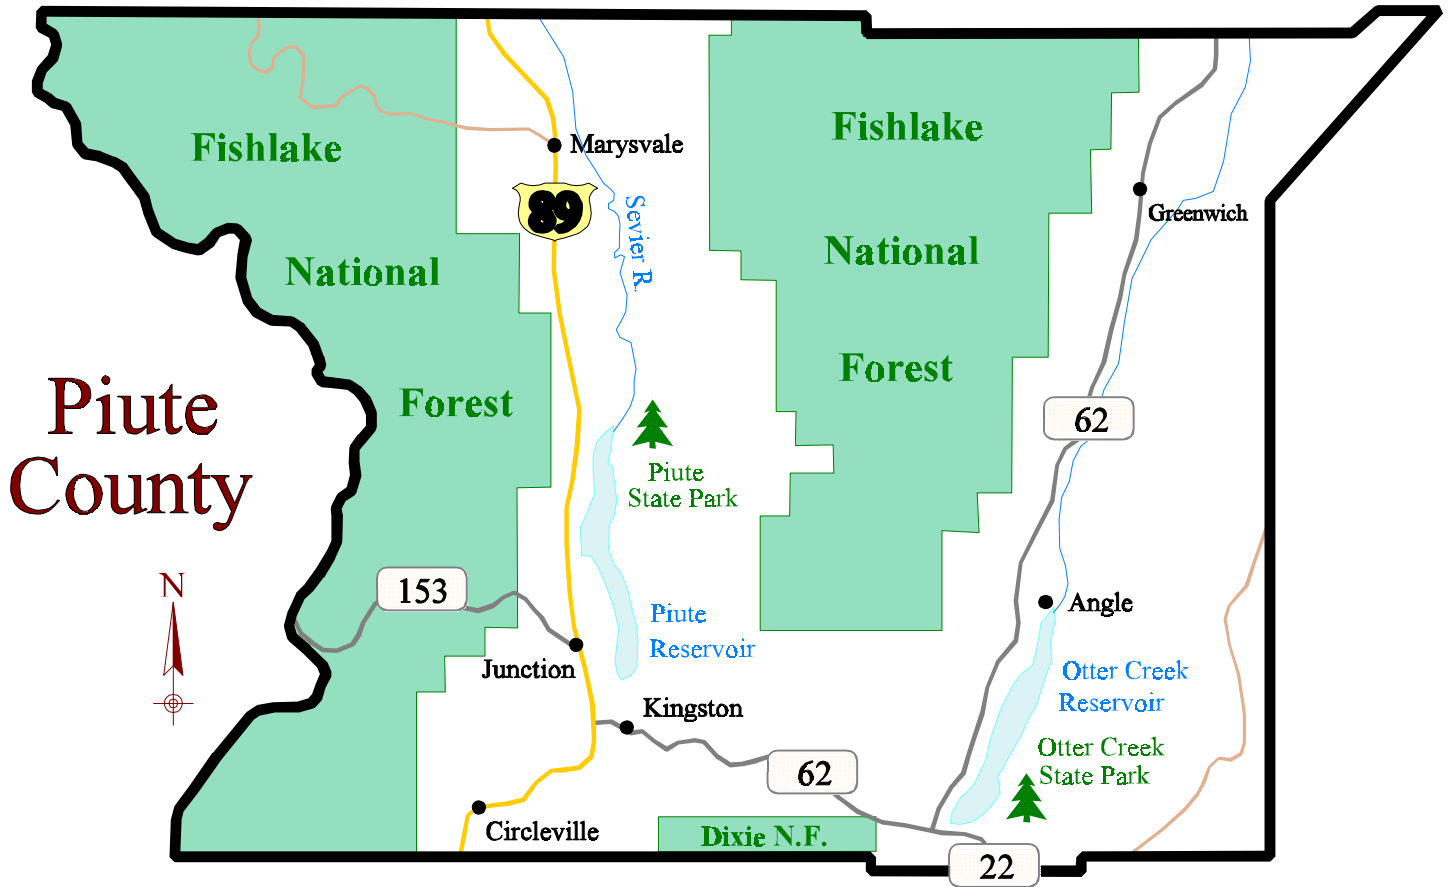 Fishlake
National
Forest
Marysvale
89
Sevier R.
Fishlake
National
Forest
Greenwich
62
Piute
County
N
Piute
State Park
153
Junction
Piute
Reservoir
Angle
Otter Creek
Reservoir
Kingston
Otter Creek
State Park
62
Circleville
Dixie N.F.
22